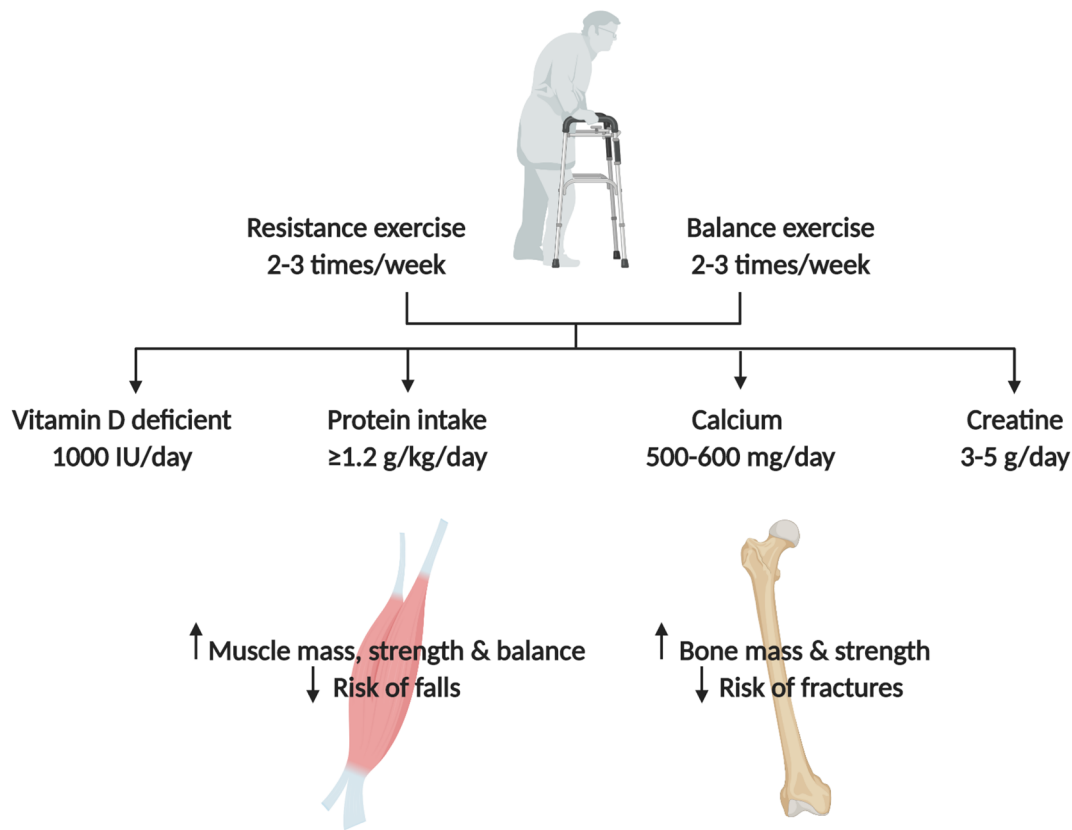 Resistance exercise
2-3 times/week
Balance exercise
2-3 times/week
Vitamin D deficient
1000 IU/day
Protein intake
≥1.2 g/kg/day
Calcium
500-600 mg/day
Creatine
3-5 g/day
↑ Muscle mass, strength & balance
↓ Risk of falls
↑ Bone mass & strength
↓ Risk of fractures